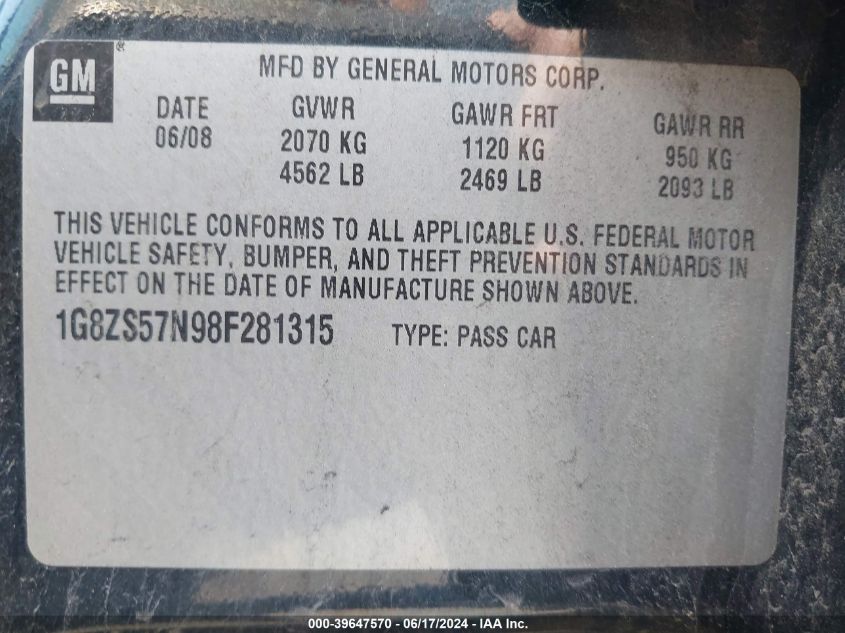 GM®
MFD BY GENERAL MOTORS CORP.
DATE GVWR GAWR FRT GAWR RR
06/08 2070 KG 1120 KG 950 KG
4562 LB 2469 LB 2093 LB
THIS VEHICLE CONFORMS TO ALL APPLICABLE U.S. FEDERAL MOTOR
VEHICLE SAFETY, BUMPER, AND THEFT PREVENTION STANDARDS IN
EFFECT ON THE DATE OF MANUFACTURE SHOWN ABOVE.
1G8ZS57N98F281315 TYPE: PASS CAR
000-39647570 - 06/17/2024 - IAA Inc.